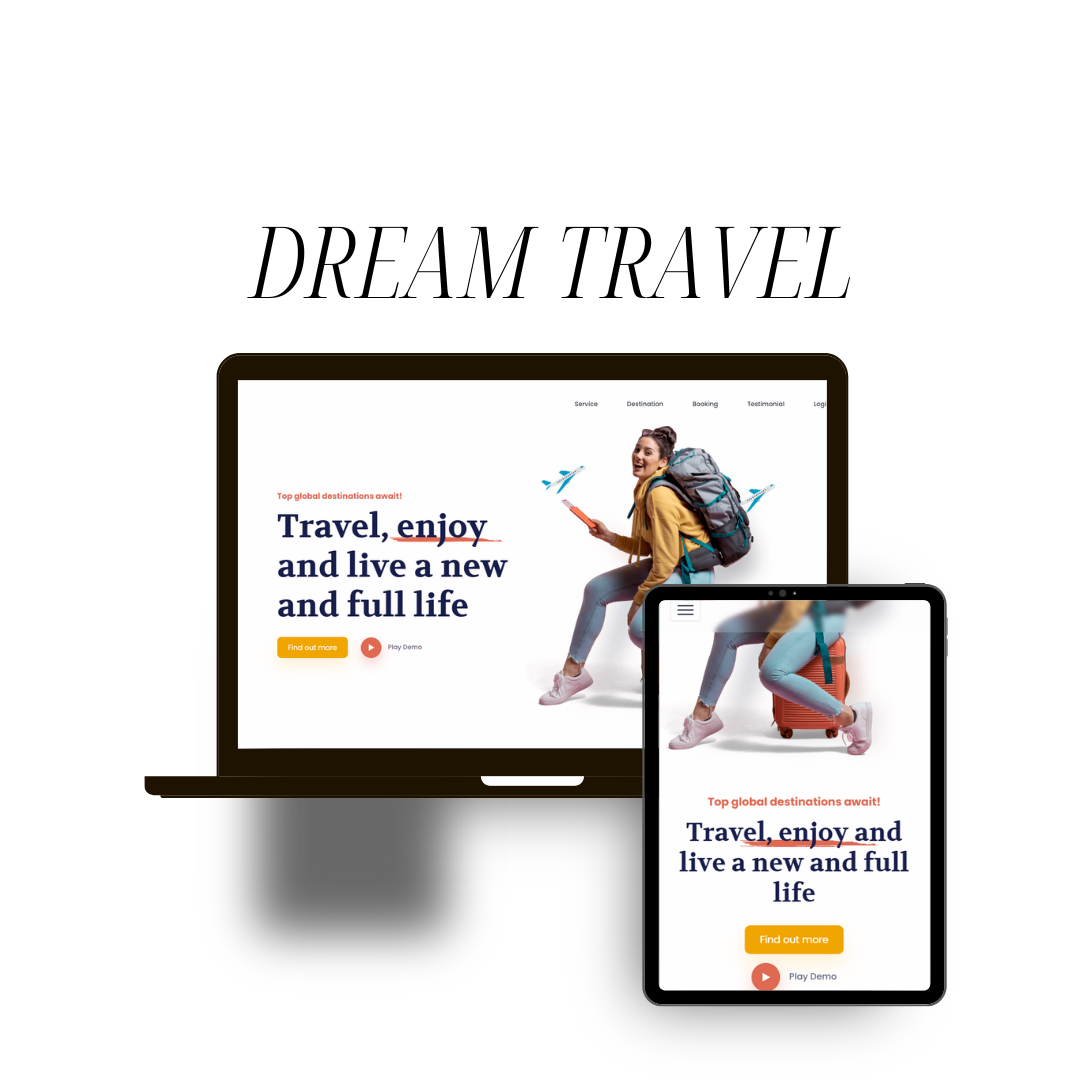 DREAM TRAVEL
Service Destination Booking Testimonial Logi
Top global destinations await!
Travel, enjoy
and live a new
and full life
Find out more Play Demo
Top global destinations await!
Travel, enjoy and
live a new and full
life
Find out more
Play Demo